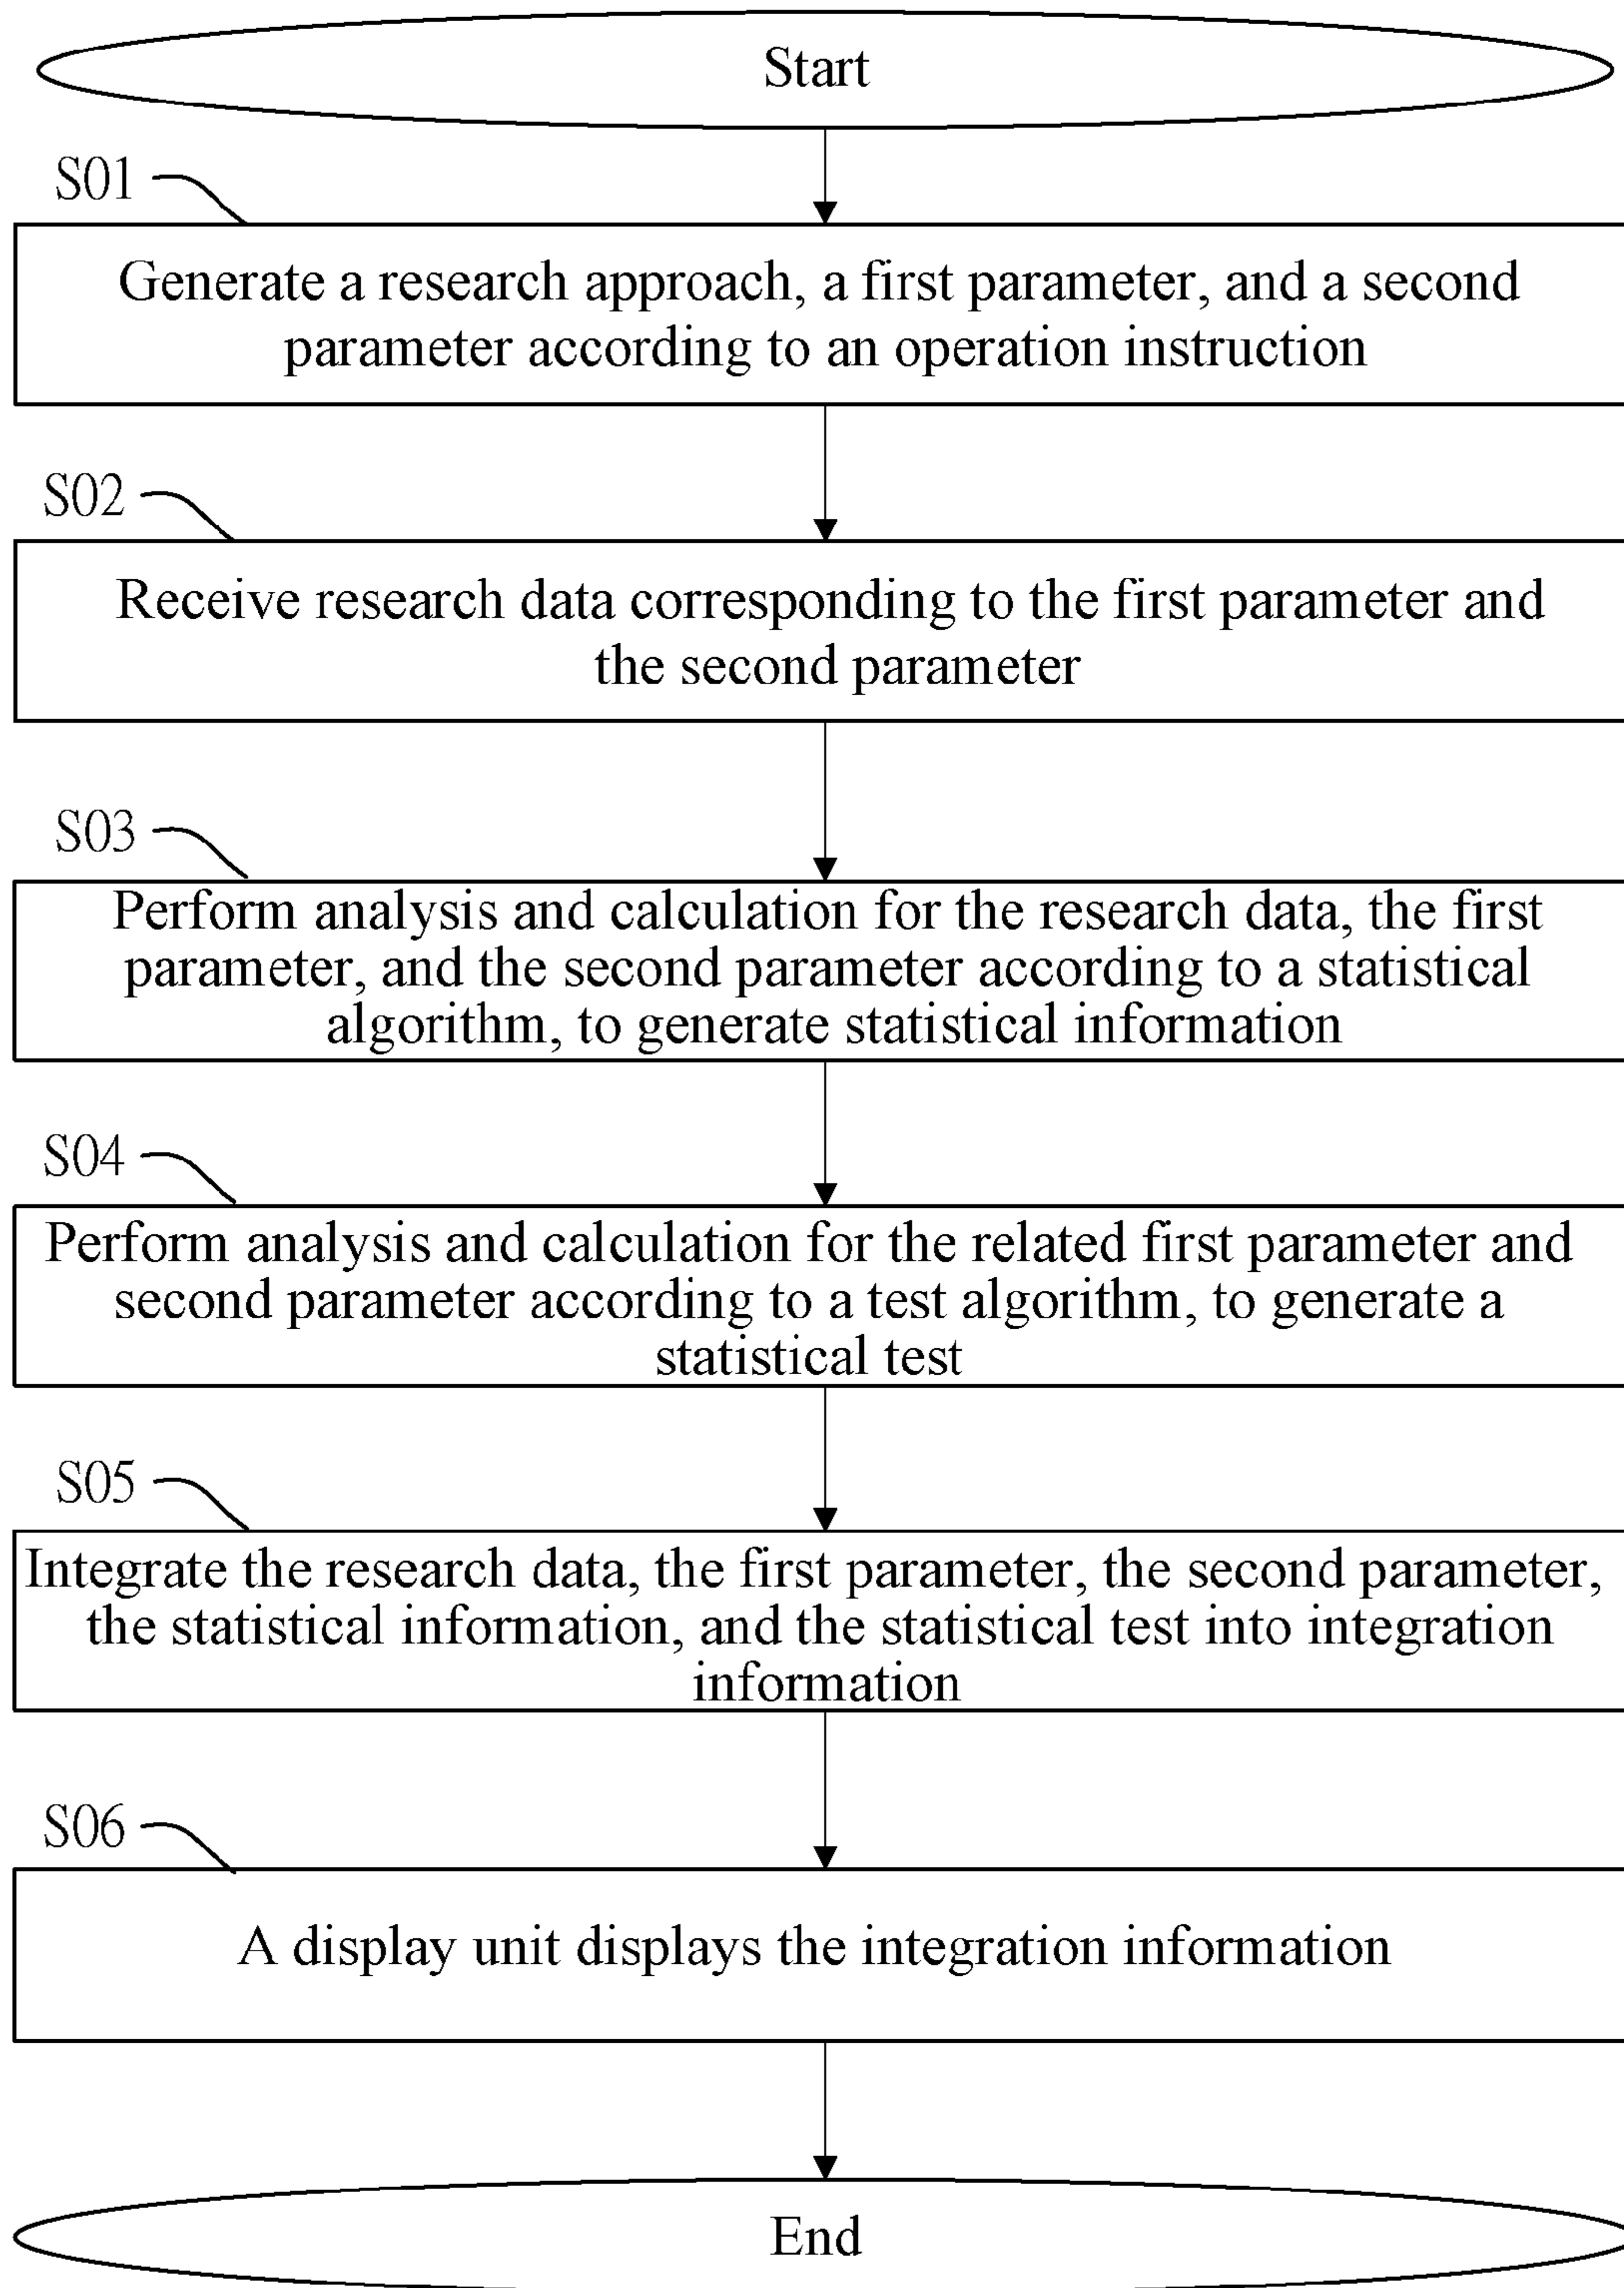 Start
S01
Generate a research approach, a first parameter, and a second
parameter according to an operation instruction
S02
Receive research data corresponding to the first parameter and
the second parameter
S03
Perform analysis and calculation for the research data, the first
parameter, and the second parameter according to a statistical
algorithm, to generate statistical information
S04
Perform analysis and calculation for the related first parameter and
second parameter according to a test algorithm, to generate a
statistical test
S05
Integrate the research data, the first parameter, the second parameter,
the statistical information, and the statistical test into integration
information
S06
A display unit displays the integration information
End